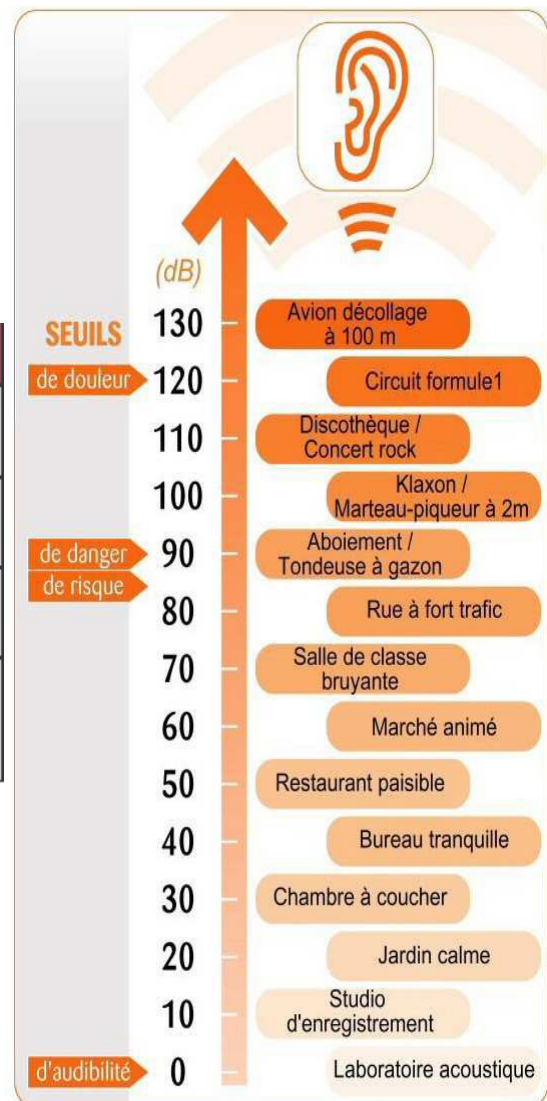 (dB)
SEUILS
130
Avion décollage
à 100 m
de douleur
120
Circuit formule1
110
Discothèque /
Concert rock
100
Klaxon /
Marteau-piqueur à 2m
de danger
90
Aboiement /
Tondeuse à gazon
de risque
80
Rue à fort trafic
70
Salle de classe
bruyante
60
Marché animé
50
Restaurant paisible
40
Bureau tranquille
30
Chambre à coucher
20
Jardin calme
10
Studio
d'enregistrement
d'audibilité
0
Laboratoire acoustique